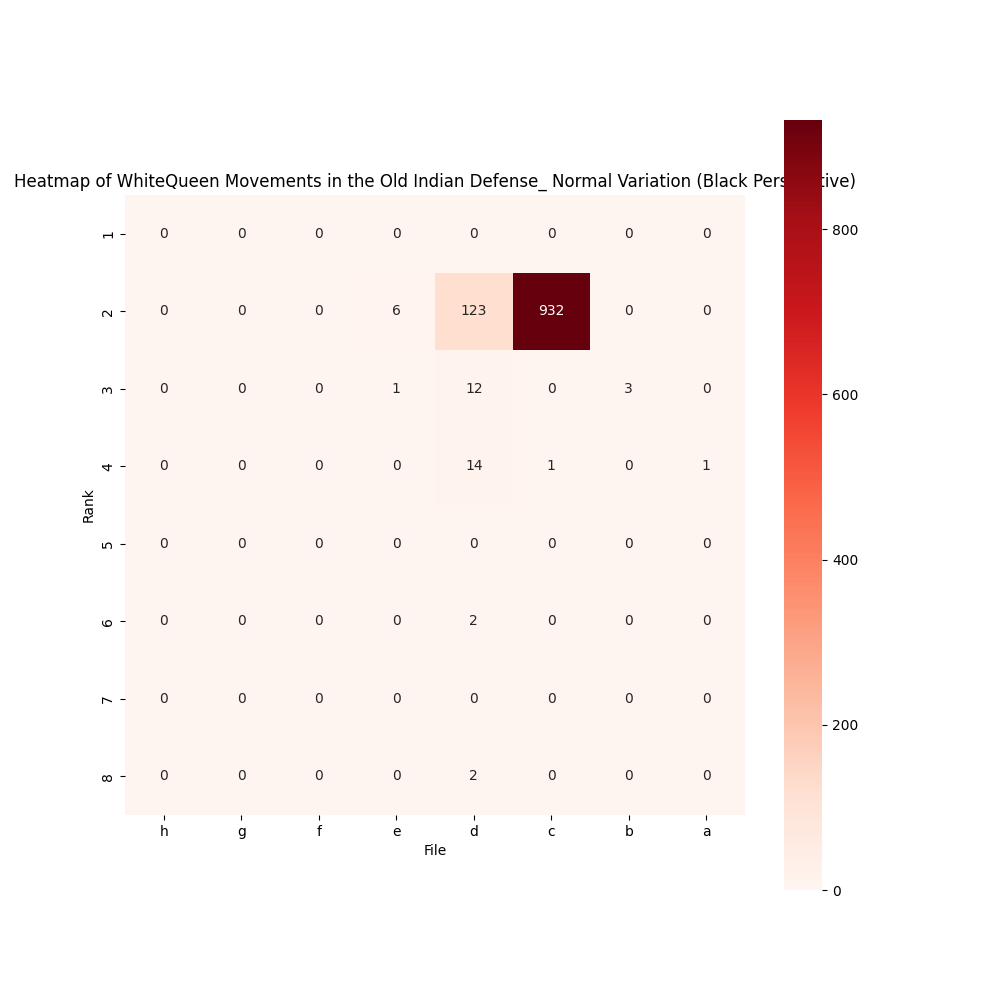 Heatmap of WhiteQueen Movements in the Old Indian Defense_ Normal Variation (Black Pers tive)
1 0 0 0 0 0 0 0 0
2 0 0 0 6 123 932 0 0
3 0 0 0 1 12 0 3 0
4 0 0 0 0 14 1 0 1
5 0 0 0 0 0 0 0 0
6 0 0 0 0 2 0 0 0
7 0 0 0 0 0 0 0 0
8 0 0 0 0 2 0 0 0
h g f e d c b a
Rank
File
800
600
400
200
0